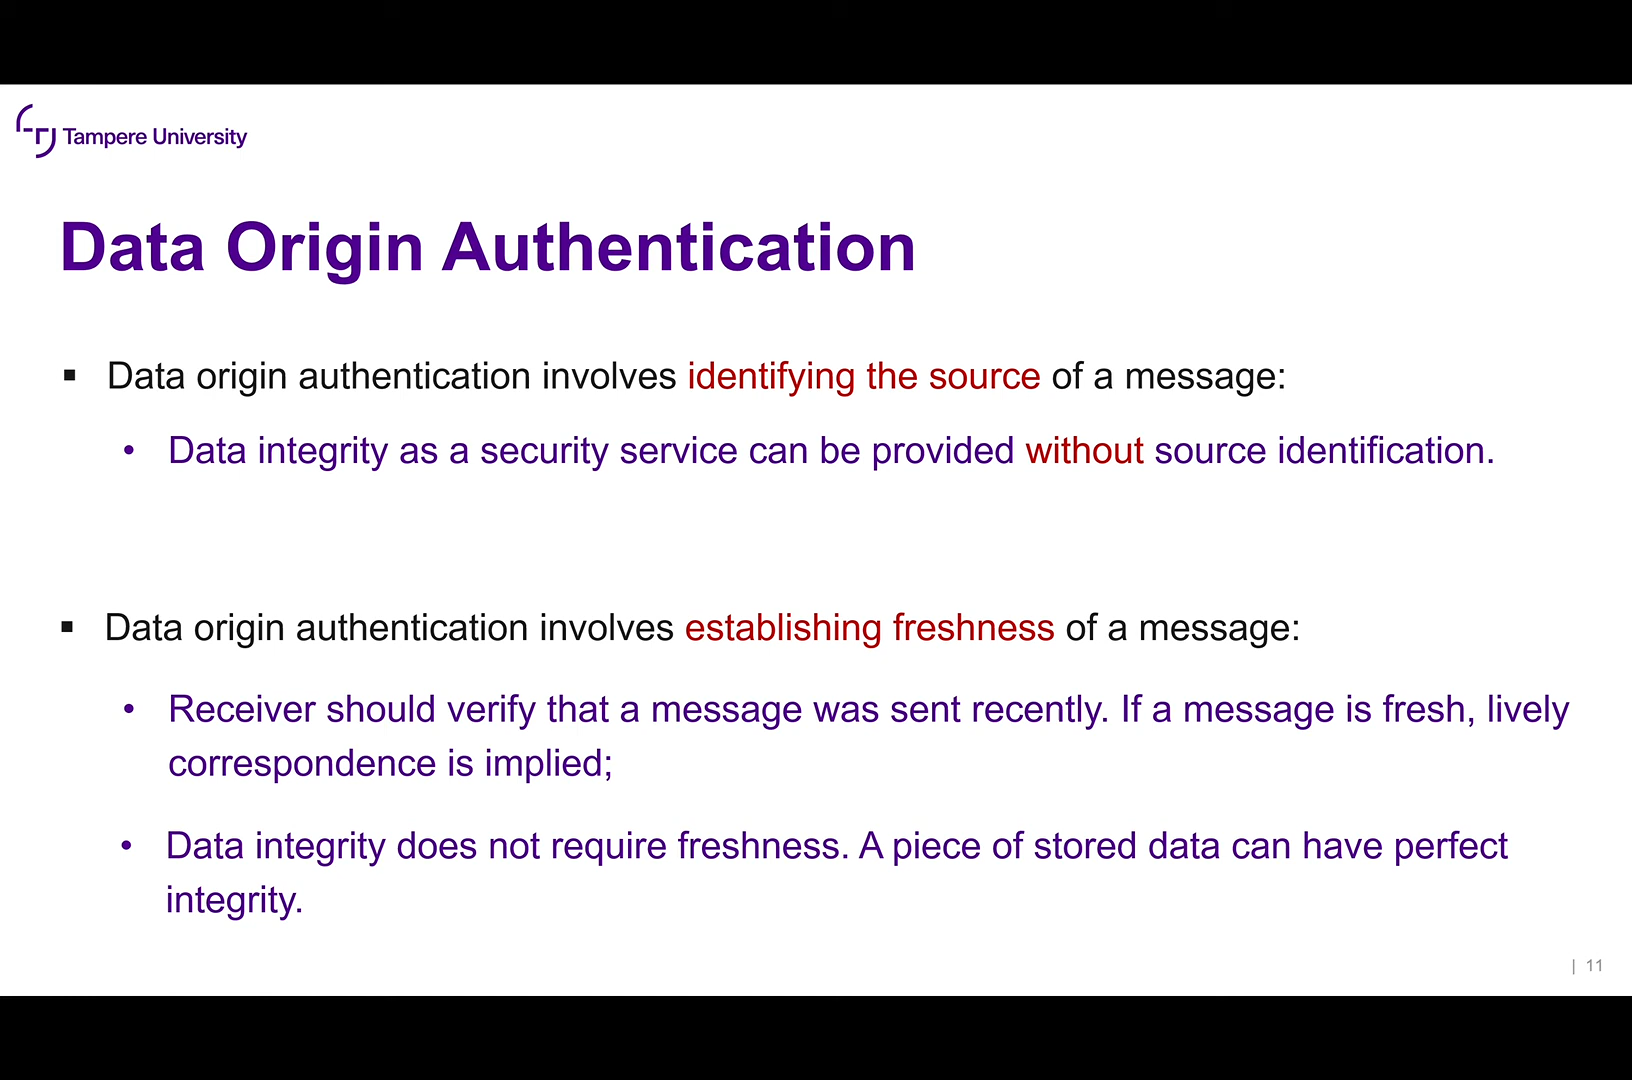 Tampere University
Data Origin Authentication
▪ Data origin authentication involves identifying the source of a message:
• Data integrity as a security service can be provided without source identification.
▪ Data origin authentication involves establishing freshness of a message:
• Receiver should verify that a message was sent recently. If a message is fresh, lively
correspondence is implied;
• Data integrity does not require freshness. A piece of stored data can have perfect
integrity.
| 11